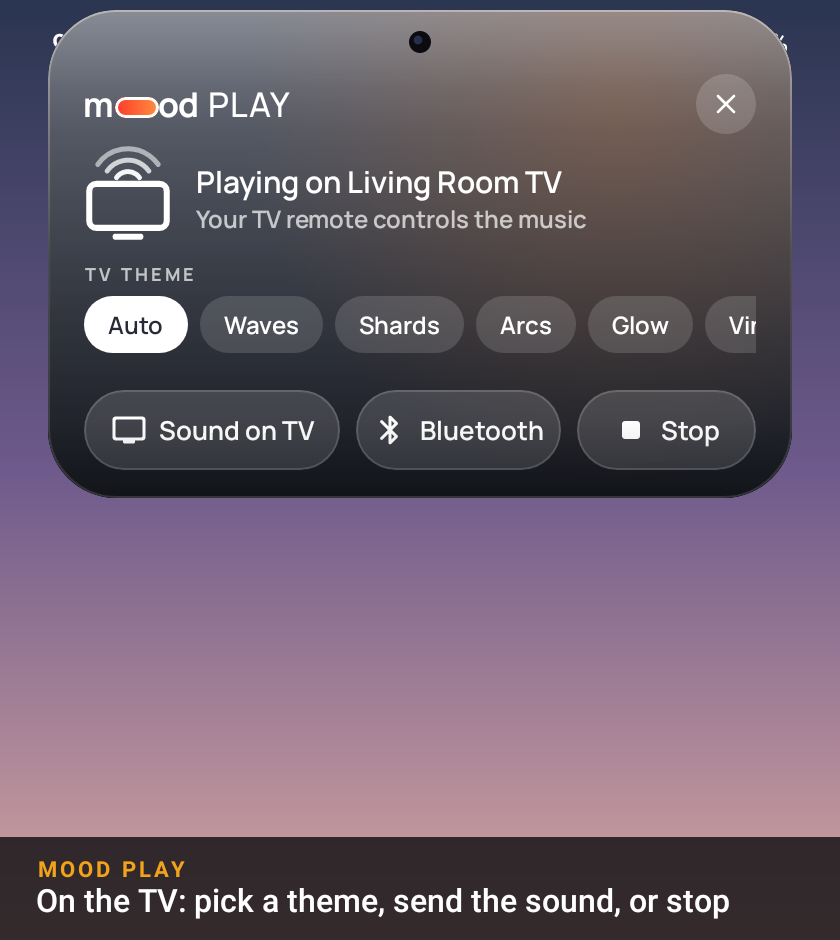 mood PLAY
Playing on Living Room TV
Your TV remote controls the music
TV THEME
Auto Waves Shards Arcs Glow
Sound on TV Bluetooth Stop
MOOD PLAY
On the TV: pick a theme, send the sound, or stop